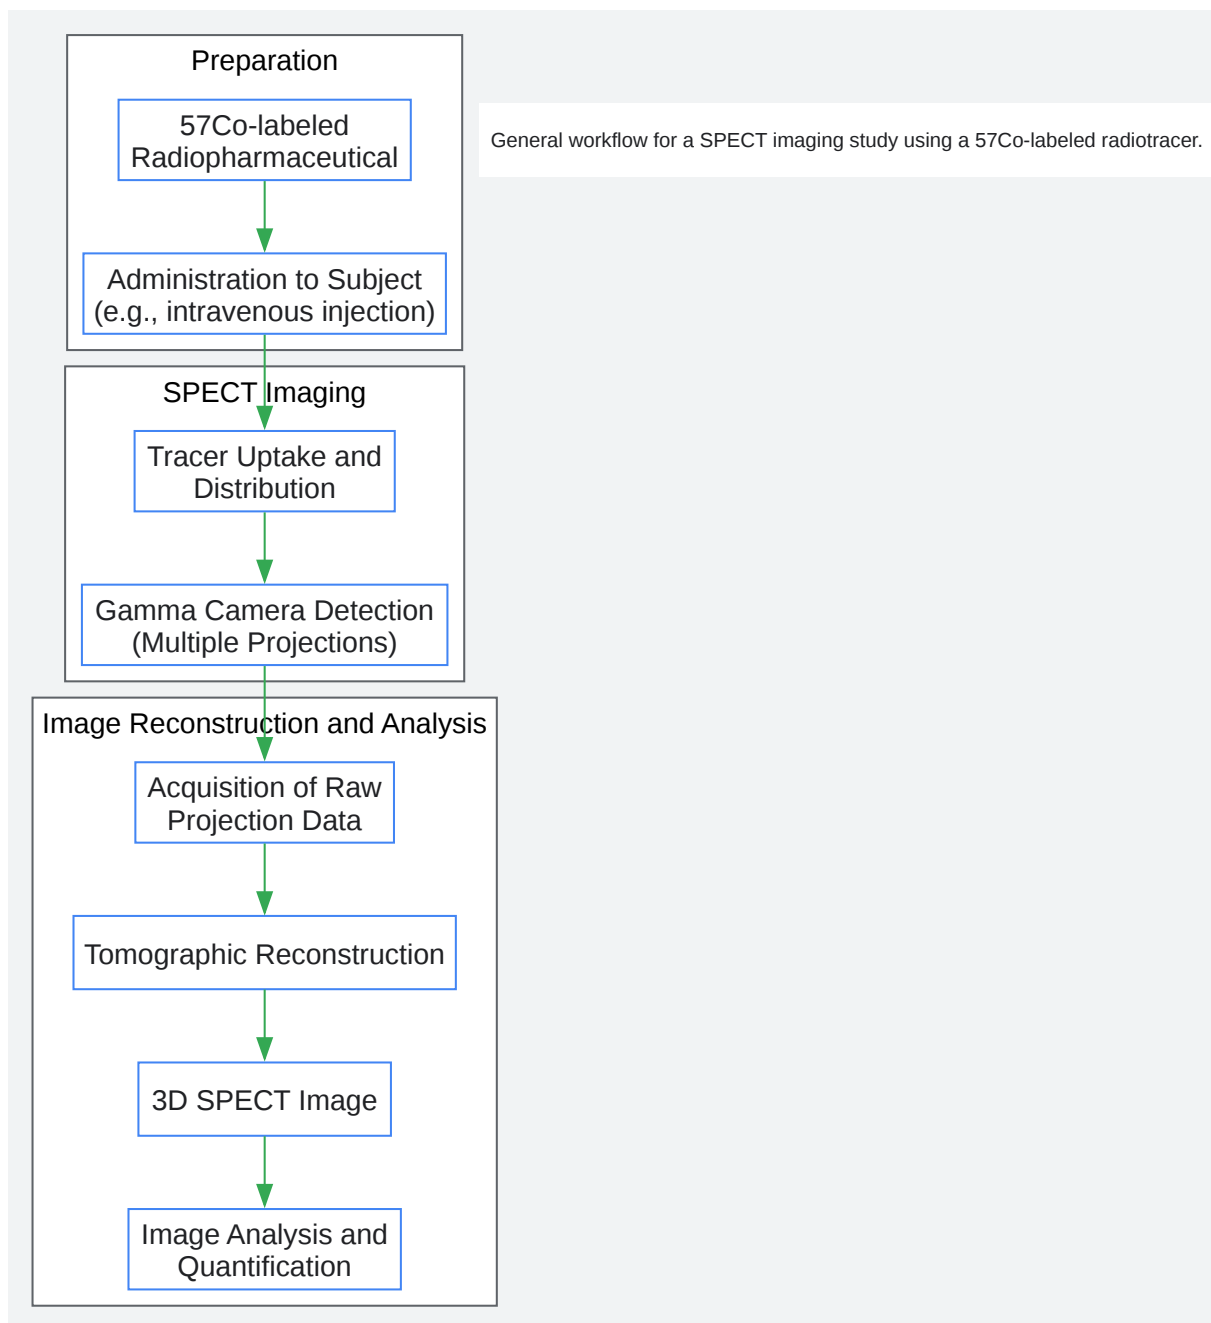 Preparation
57Co-labeled
Radiopharmaceutical
General workflow for a SPECT imaging study using a 57Co-labeled radiotracer.
Administration to Subject
(e.g., intravenous injection)
SPECT Imaging
Tracer Uptake and
Distribution
Gamma Camera Detection
(Multiple Projections)
Image Reconstruction and Analysis
Acquisition of Raw
Projection Data
Tomographic Reconstruction
3D SPECT Image
Image Analysis and
Quantification